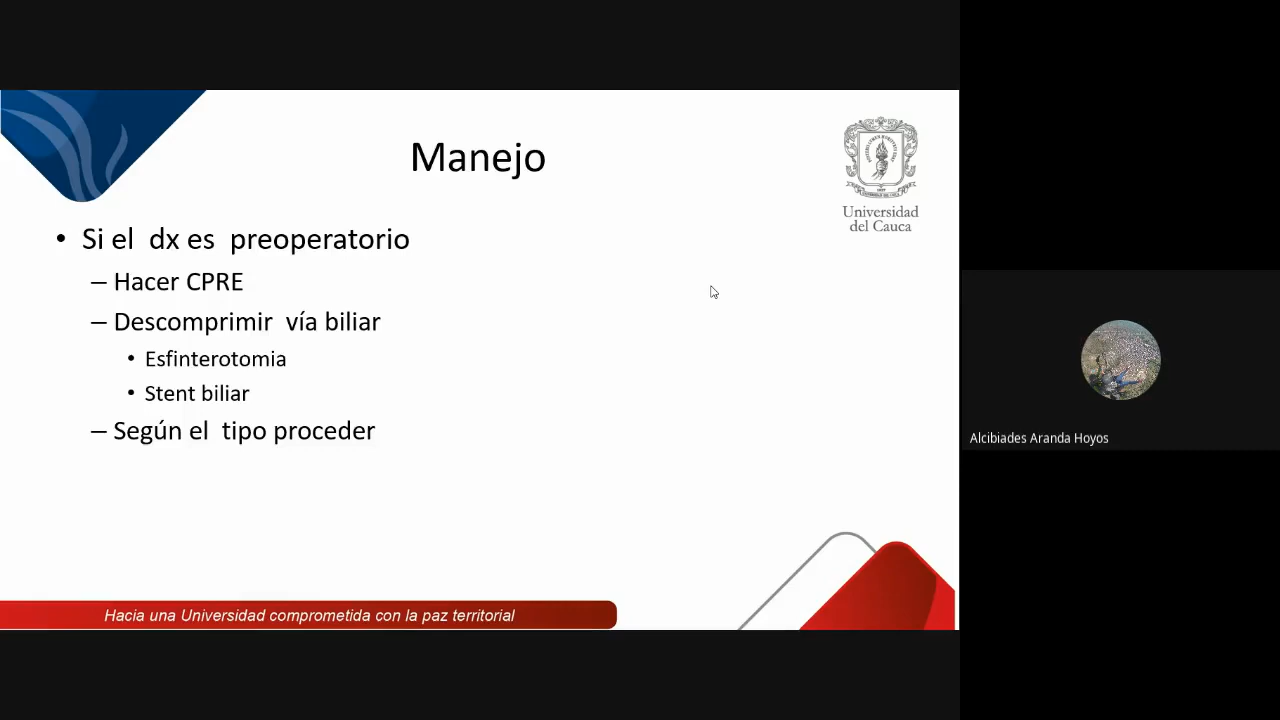 Manejo
Universidad
del Cauca
• Si el dx es preoperatorio
– Hacer CPRE
– Descomprimir vía biliar
• Esfinterotomia
• Stent biliar
– Según el tipo proceder
Hacia una Universidad comprometida con la paz territorial
Alcibiades Aranda Hoyos